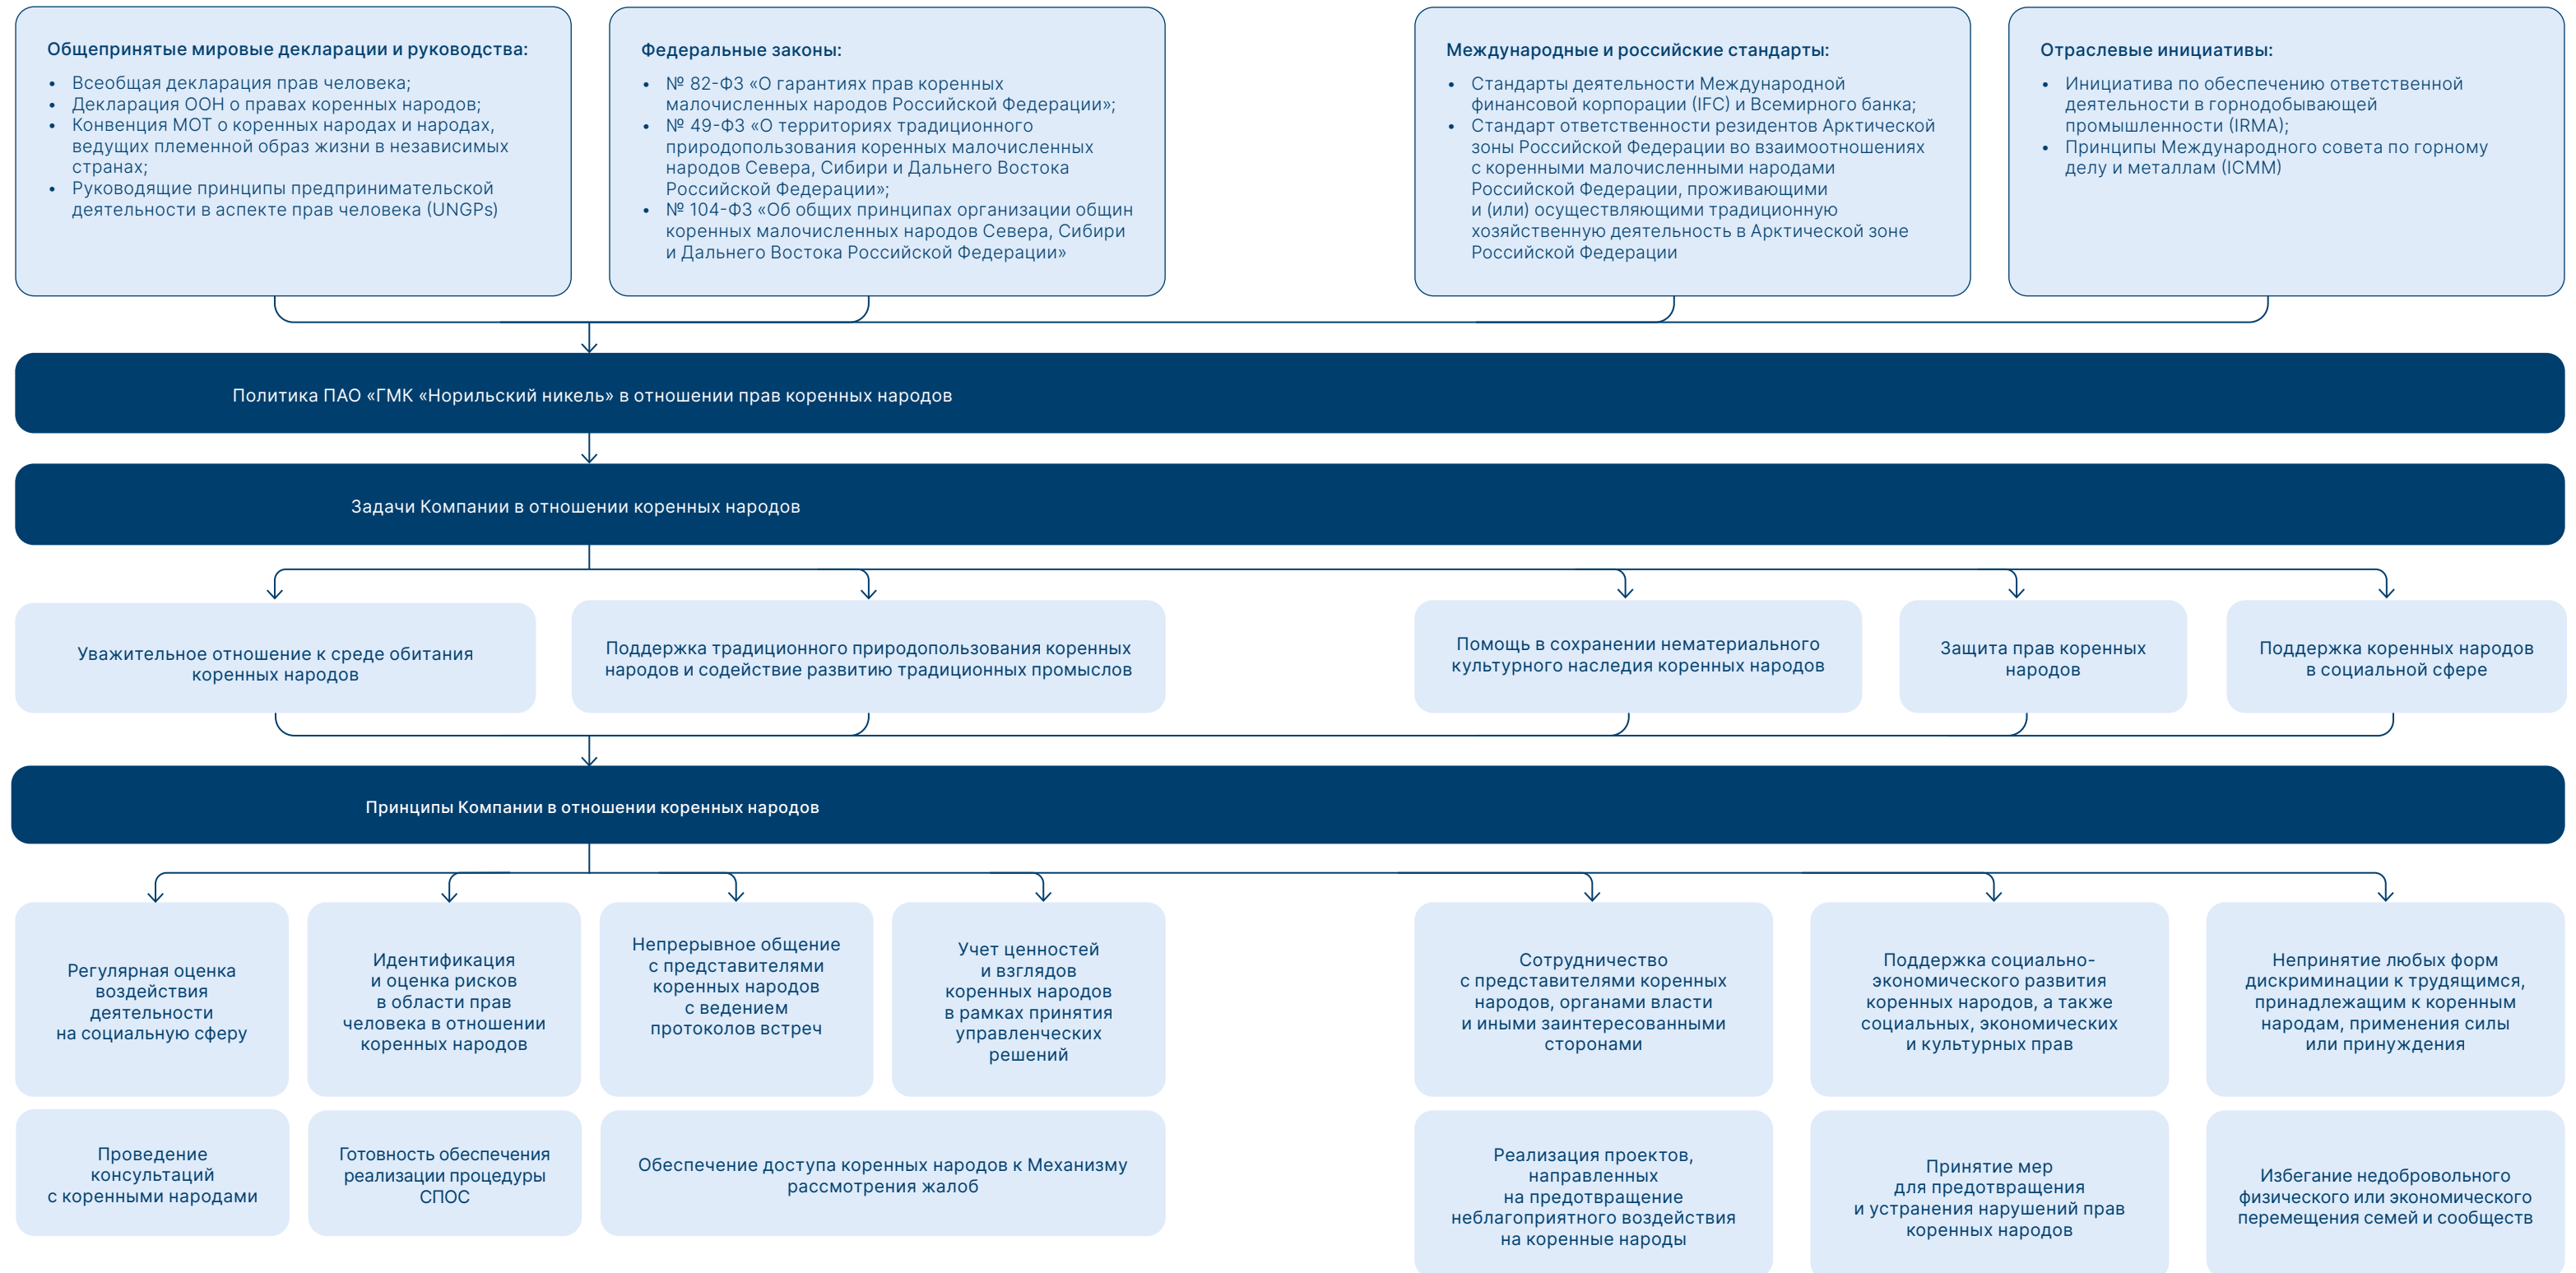 Общепринятые мировые декларации и руководства:
• Всеобщая декларация прав человека;
• Декларация ООН о правах коренных народов;
• Конвенция МОТ о коренных народах и народах,
ведущих племенной образ жизни в независимых
странах;
• Руководящие принципы предпринимательской
деятельности в аспекте прав человека (UNGPs)
Федеральные законы:
• № 82-ФЗ «О гарантиях прав коренных
малочисленных народов Российской Федерации»;
• № 49-ФЗ «О территориях традиционного
природопользования коренных малочисленных
народов Севера, Сибири и Дальнего Востока
Российской Федерации»;
• № 104-ФЗ «Об общих принципах организации общин
коренных малочисленных народов Севера, Сибири
и Дальнего Востока Российской Федерации»
Международные и российские стандарты:
• Стандарты деятельности Международной
финансовой корпорации (IFC) и Всемирного банка;
• Стандарт ответственности резидентов Арктической
зоны Российской Федерации во взаимоотношениях
с коренными малочисленными народами
Российской Федерации, проживающими
и (или) осуществляющими традиционную
хозяйственную деятельность в Арктической зоне
Российской Федерации
Отраслевые инициативы:
• Инициатива по обеспечению ответственной
деятельности в горнодобывающей
промышленности (IRMA);
• Принципы Международного совета по горному
делу и металлам (ICMM)
Политика ПАО «ГМК «Норильский никель» в отношении прав коренных народов
Задачи Компании в отношении коренных народов
Уважительное отношение к среде обитания
коренных народов
Поддержка традиционного природопользования коренных
народов и содействие развитию традиционных промыслов
Помощь в сохранении нематериального
культурного наследия коренных народов
Защита прав коренных
народов
Поддержка коренных народов
в социальной сфере
Принципы Компании в отношении коренных народов
Регулярная оценка
воздействия
деятельности
на социальную сферу
Идентификация
и оценка рисков
в области прав
человека в отношении
коренных народов
Непрерывное общение
с представителями
коренных народов
с ведением
протоколов встреч
Учет ценностей
и взглядов
коренных народов
в рамках принятия
управленческих
решений
Сотрудничество
с представителями коренных
народов, органами власти
и иными заинтересованными
сторонами
Поддержка социально-
экономического развития
коренных народов, а также
социальных, экономических
и культурных прав
Непринятие любых форм
дискриминации к трудящимся,
принадлежащим к коренным
народам, применения силы
или принуждения
Проведение
консультаций
с коренными народами
Готовность обеспечения
реализации процедуры
СПОС
Обеспечение доступа коренных народов к Механизму
рассмотрения жалоб
Реализация проектов,
направленных
на предотвращение
неблагоприятного воздействия
на коренные народы
Принятие мер
для предотвращения
и устранения нарушений прав
коренных народов
Избегание недобровольного
физического или экономического
перемещения семей и сообществ